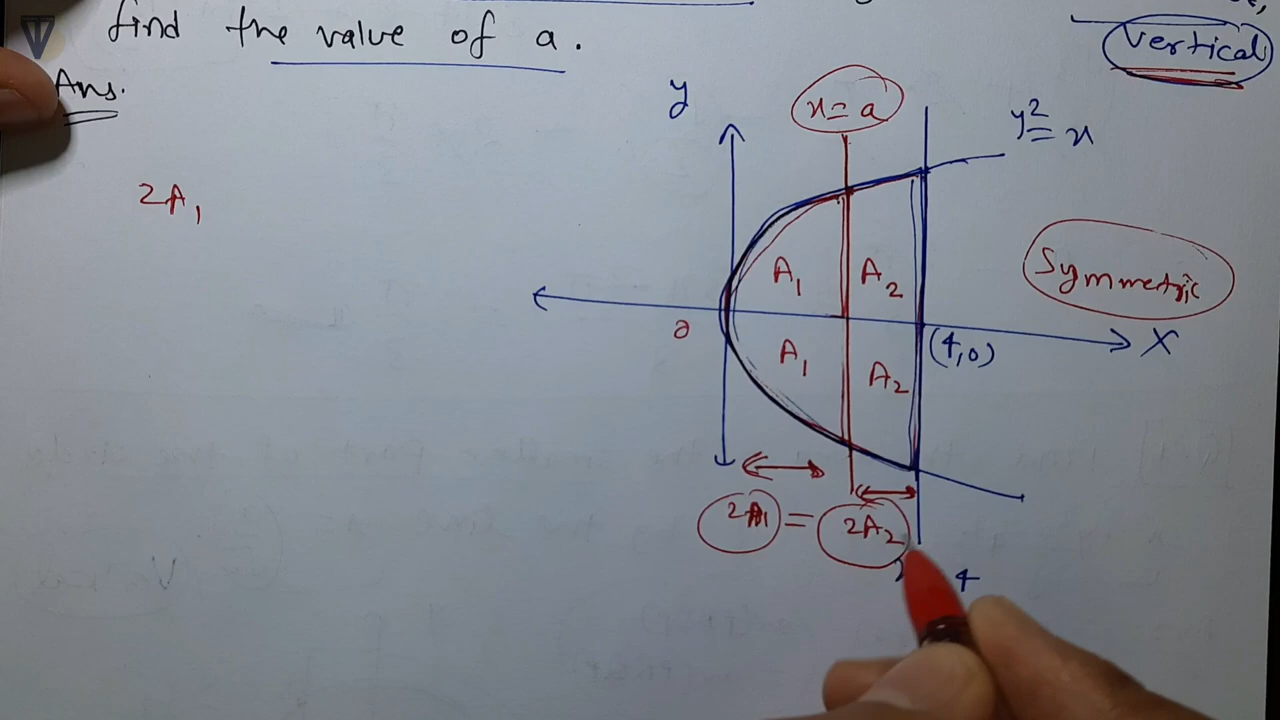 find the value of a.
Vertical
Ans.
y
x = a
y² = x
2A₁
A₁
A₂
Symmetric
(4,0)
X
A₁
A₂
2A₁ = 2A₂
4